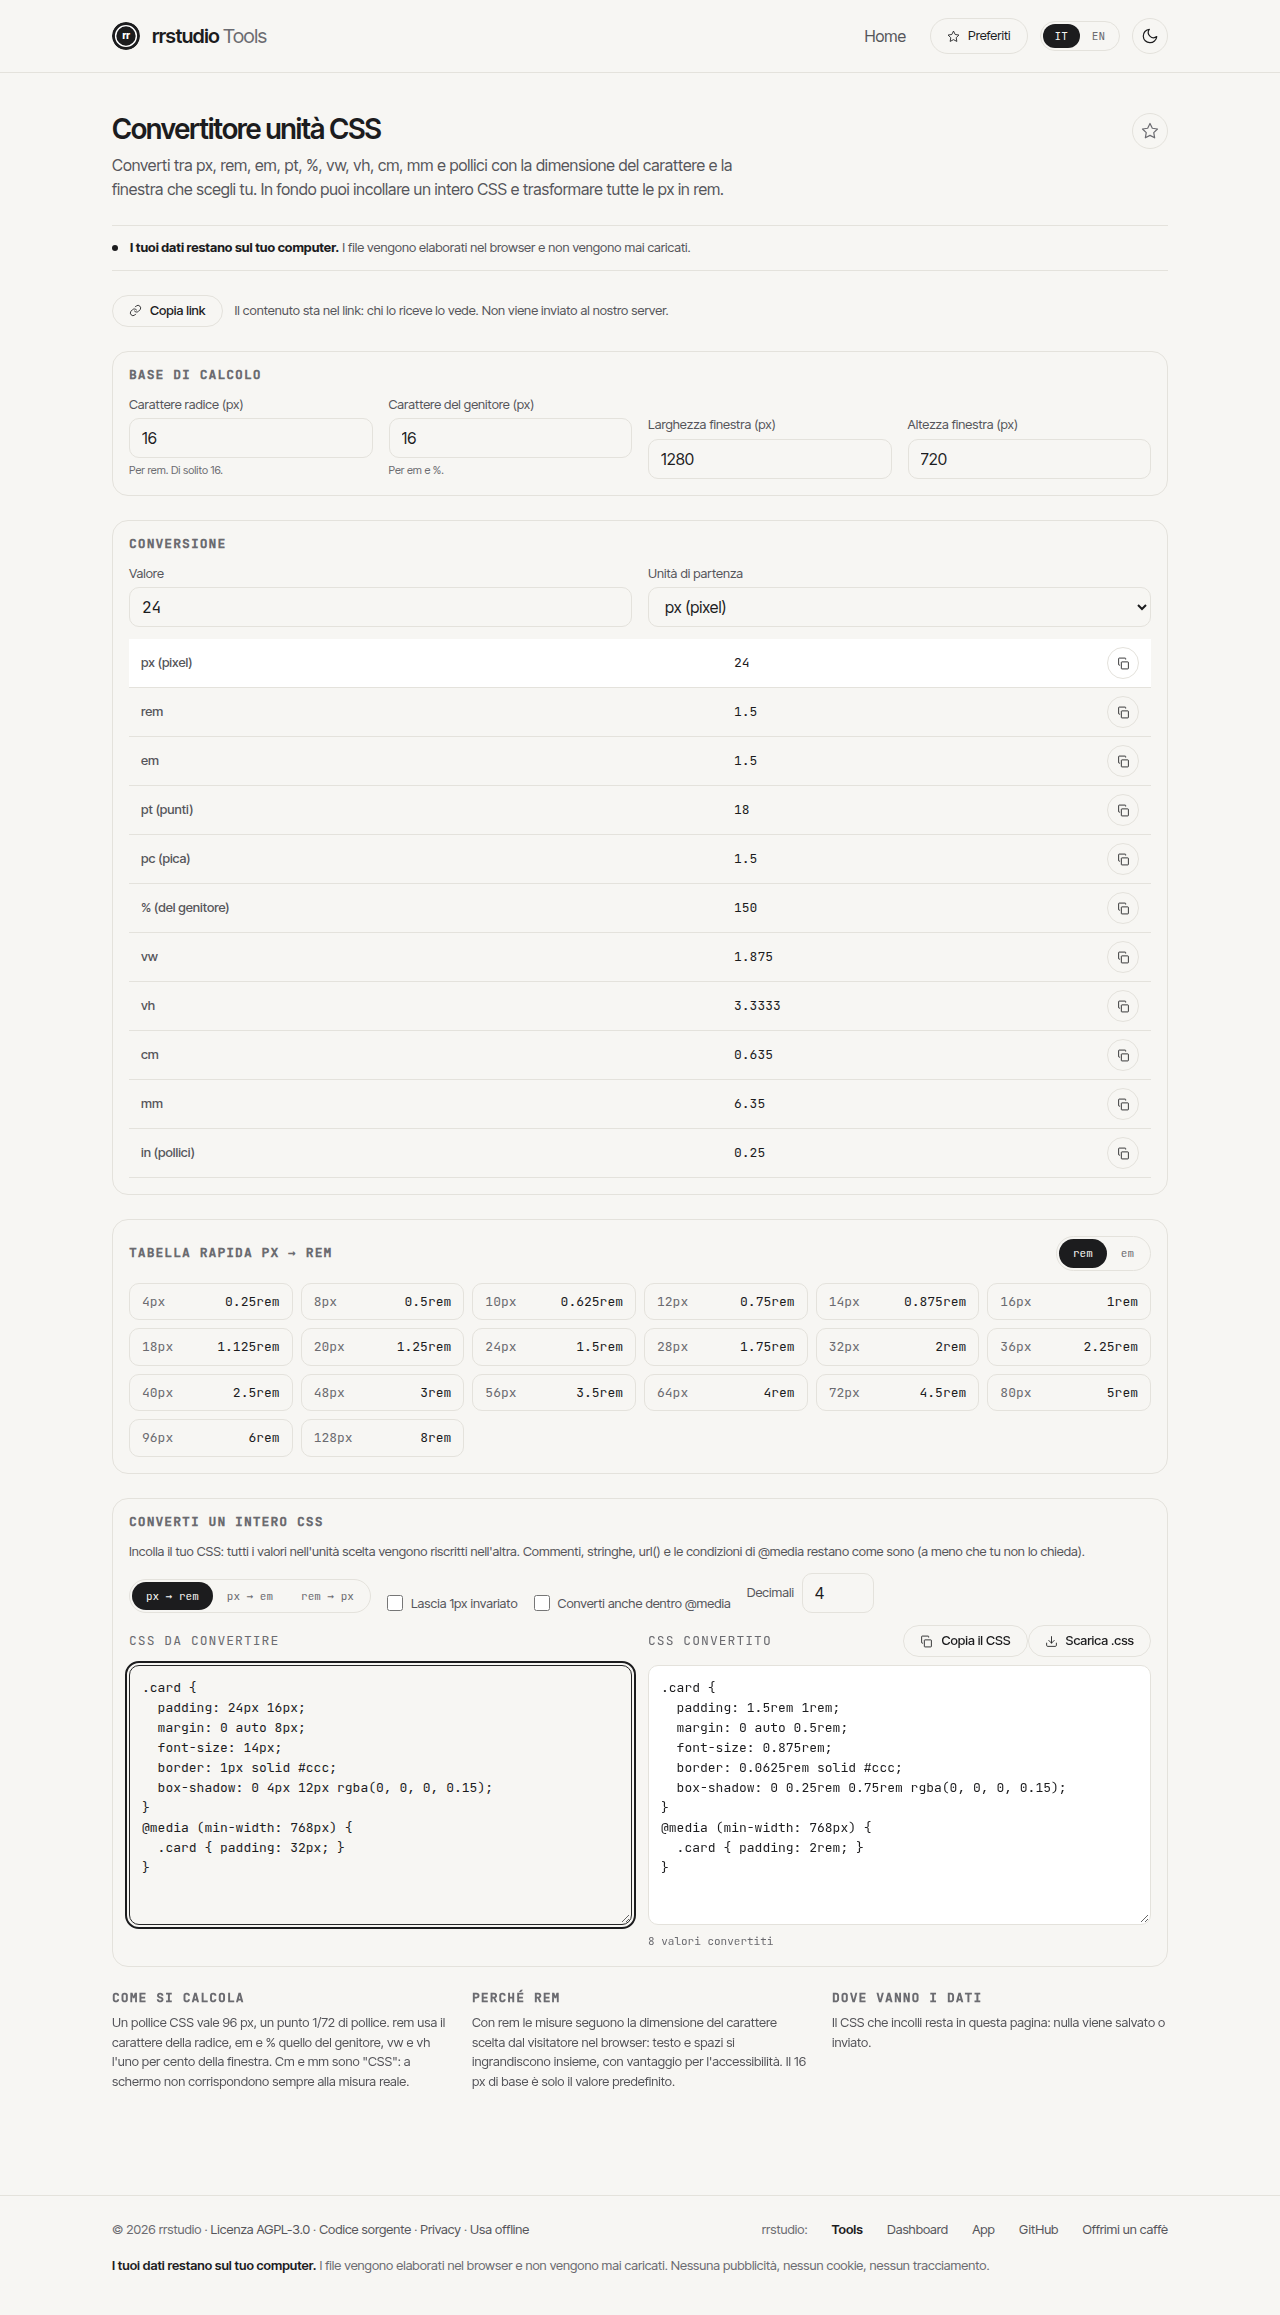 rr rrstudio Tools
Home
Preferiti
IT EN
Convertitore unità CSS
Converti tra px, rem, em, pt, %, vw, vh, cm, mm e pollici con la dimensione del carattere e la
finestra che scegli tu. In fondo puoi incollare un intero CSS e trasformare tutte le px in rem.
I tuoi dati restano sul tuo computer. I file vengono elaborati nel browser e non vengono mai caricati.
Copia link Il contenuto sta nel link: chi lo riceve lo vede. Non viene inviato al nostro server.
BASE DI CALCOLO
Carattere radice (px)
16
Per rem. Di solito 16.
Carattere del genitore (px)
16
Per em e %.
Larghezza finestra (px)
1280
Altezza finestra (px)
720
CONVERSIONE
Valore
24
Unità di partenza
px (pixel)
px (pixel) 24
rem 1.5
em 1.5
pt (punti) 18
pc (pica) 1.5
% (del genitore) 150
vw 1.875
vh 3.3333
cm 0.635
mm 6.35
in (pollici) 0.25
TABELLA RAPIDA PX → REM
rem em
4px 0.25rem 8px 0.5rem 10px 0.625rem 12px 0.75rem 14px 0.875rem 16px 1rem
18px 1.125rem 20px 1.25rem 24px 1.5rem 28px 1.75rem 32px 2rem 36px 2.25rem
40px 2.5rem 48px 3rem 56px 3.5rem 64px 4rem 72px 4.5rem 80px 5rem
96px 6rem 128px 8rem
CONVERTI UN INTERO CSS
Incolla il tuo CSS: tutti i valori nell'unità scelta vengono riscritti nell'altra. Commenti, stringhe, url() e le condizioni di @media restano come sono (a meno che tu non lo chieda).
px → rem px → em rem → px Lascia 1px invariato Converti anche dentro @media Decimali 4
CSS DA CONVERTIRE
.card {
  padding: 24px 16px;
  margin: 0 auto 8px;
  font-size: 14px;
  border: 1px solid #ccc;
  box-shadow: 0 4px 12px rgba(0, 0, 0, 0.15);
}
@media (min-width: 768px) {
  .card { padding: 32px; }
}
CSS CONVERTITO
Copia il CSS
Scarica .css
.card {
  padding: 1.5rem 1rem;
  margin: 0 auto 0.5rem;
  font-size: 0.875rem;
  border: 0.0625rem solid #ccc;
  box-shadow: 0 0.25rem 0.75rem rgba(0, 0, 0, 0.15);
}
@media (min-width: 768px) {
  .card { padding: 2rem; }
}
8 valori convertiti
COME SI CALCOLA
Un pollice CSS vale 96 px, un punto 1/72 di pollice. rem usa il
carattere della radice, em e % quello del genitore, vw e vh
l'uno per cento della finestra. Cm e mm sono "CSS": a
schermo non corrispondono sempre alla misura reale.
PERCHÉ REM
Con rem le misure seguono la dimensione del carattere
scelta dal visitatore nel browser: testo e spazi si
ingrandiscono insieme, con vantaggio per l'accessibilità. Il 16
px di base è solo il valore predefinito.
DOVE VANNO I DATI
Il CSS che incolli resta in questa pagina: nulla viene salvato o
inviato.
© 2026 rrstudio · Licenza AGPL-3.0 · Codice sorgente · Privacy · Usa offline
rrstudio: Tools Dashboard App GitHub Offrimi un caffè
I tuoi dati restano sul tuo computer. I file vengono elaborati nel browser e non vengono mai caricati. Nessuna pubblicità, nessun cookie, nessun tracciamento.